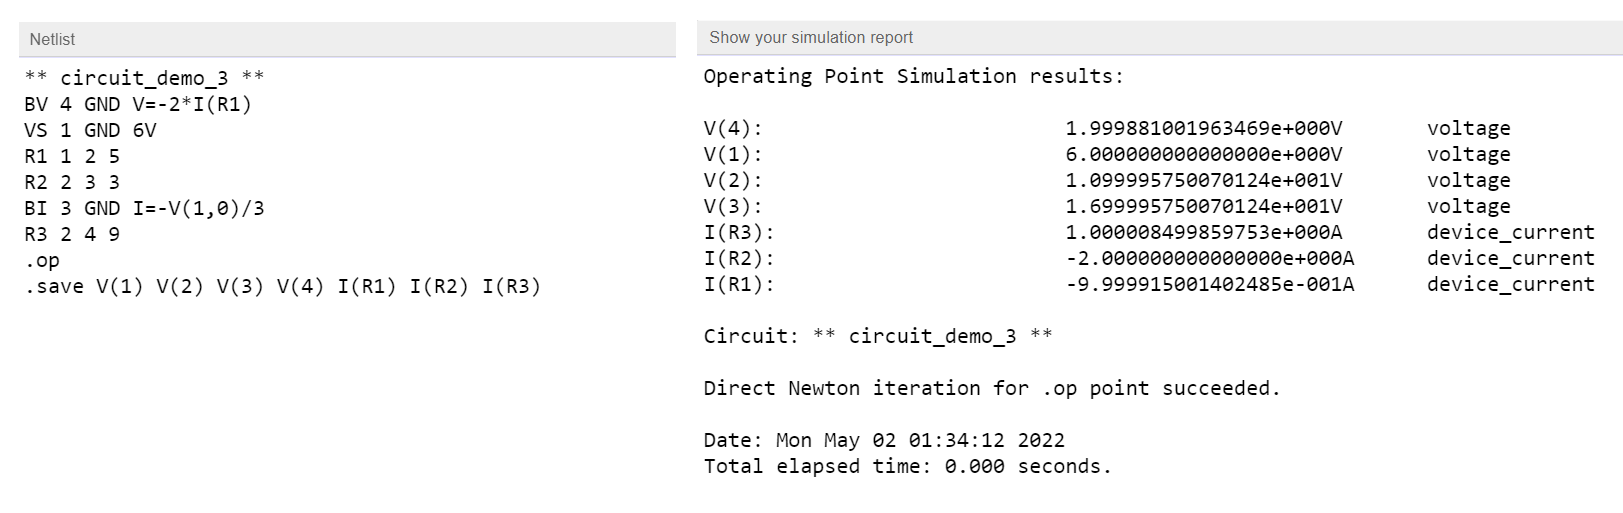 Netlist
** circuit_demo_3 **
BV 4 GND V=-2*I(R1)
VS 1 GND 6V
R1 1 2 5
R2 2 3 3
BI 3 GND I=-V(1,0)/3
R3 2 4 9
.op
.save V(1) V(2) V(3) V(4) I(R1) I(R2) I(R3)
Show your simulation report
Operating Point Simulation results:
V(4): 1.999881001963469e+000V voltage
V(1): 6.000000000000000e+000V voltage
V(2): 1.099995750070124e+001V voltage
V(3): 1.699995750070124e+001V voltage
I(R3): 1.000008499859753e+000A device_current
I(R2): -2.000000000000000e+000A device_current
I(R1): -9.999915001402485e-001A device_current
Circuit: ** circuit_demo_3 **
Direct Newton iteration for .op point succeeded.
Date: Mon May 02 01:34:12 2022
Total elapsed time: 0.000 seconds.